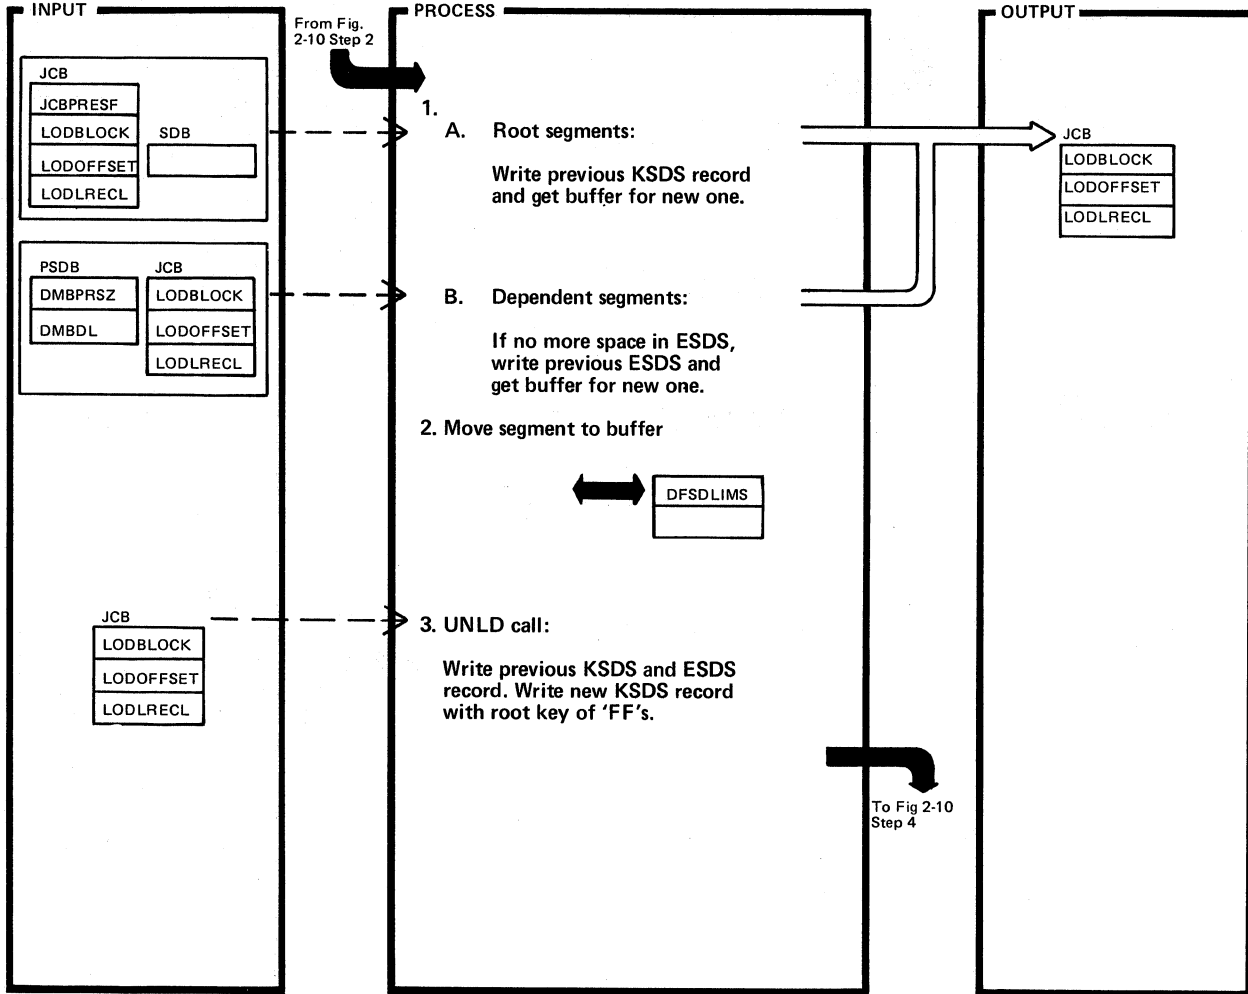 INPUT
PROCESS
OUTPUT
From Fig.
2-10 Step 2
JCB
JCBPRESF
LODBLOCK
LODOFFSET
LODLRECL
SDB
1.
A. Root segments:
Write previous KSDS record
and get buffer for new one.
JCB
LODBLOCK
LODOFFSET
LODLRECL
PSDB
DMBPRSZ
DMBDL
JCB
LODBLOCK
LODOFFSET
LODLRECL
B. Dependent segments:
If no more space in ESDS,
write previous ESDS and
get buffer for new one.
2. Move segment to buffer
DFSDLIMS
JCB
LODBLOCK
LODOFFSET
LODLRECL
3. UNLD call:
Write previous KSDS and ESDS
record. Write new KSDS record
with root key of 'FF's.
To Fig 2-10
Step 4